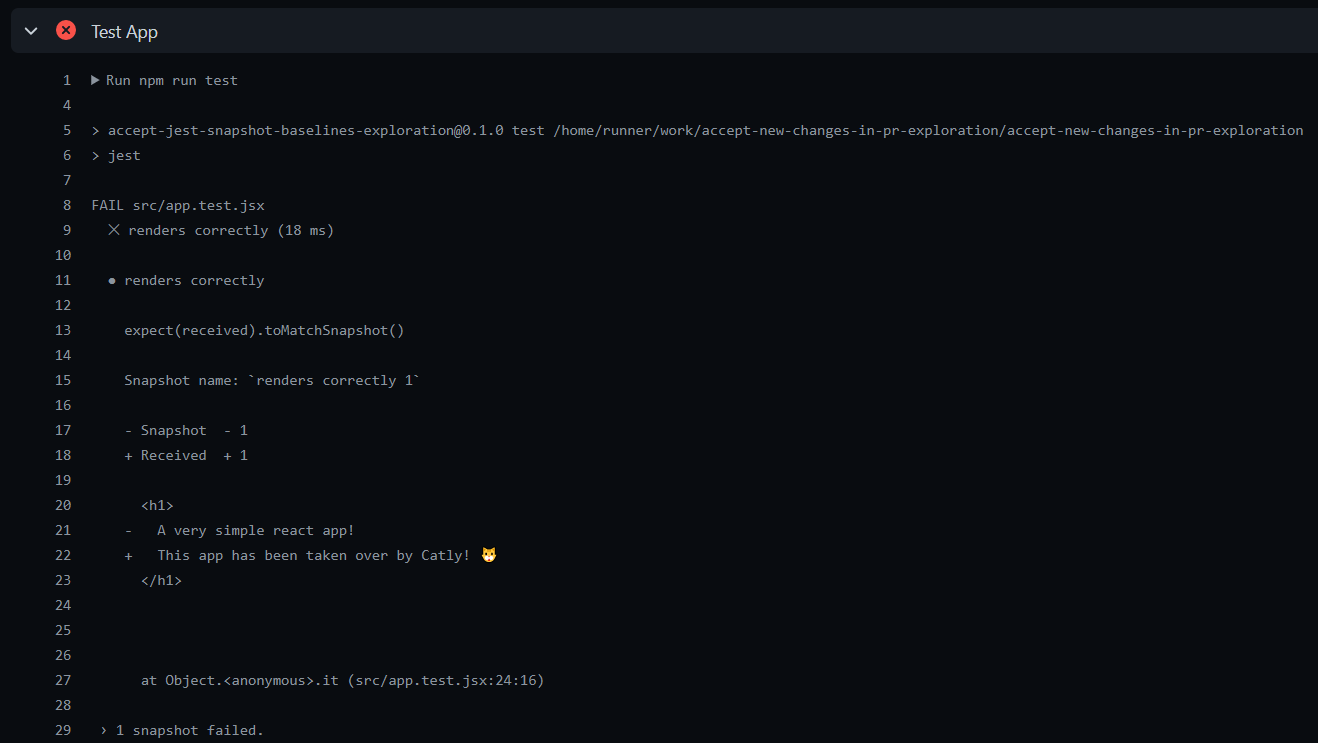 Test App
1 ▶ Run npm run test
4
5 > accept-jest-snapshot-baselines-exploration@0.1.0 test /home/runner/work/accept-new-changes-in-pr-exploration/accept-new-changes-in-pr-exploration
6 > jest
7
8 FAIL src/app.test.jsx
9 ✕ renders correctly (18 ms)
10
11 ● renders correctly
12
13 expect(received).toMatchSnapshot()
14
15 Snapshot name: `renders correctly 1`
16
17 - Snapshot - 1
18 + Received + 1
19
20 <h1>
21 - A very simple react app!
22 + This app has been taken over by Catly! 🐱
23 </h1>
24
25
26
27 at Object.<anonymous>.it (src/app.test.jsx:24:16)
28
29 › 1 snapshot failed.